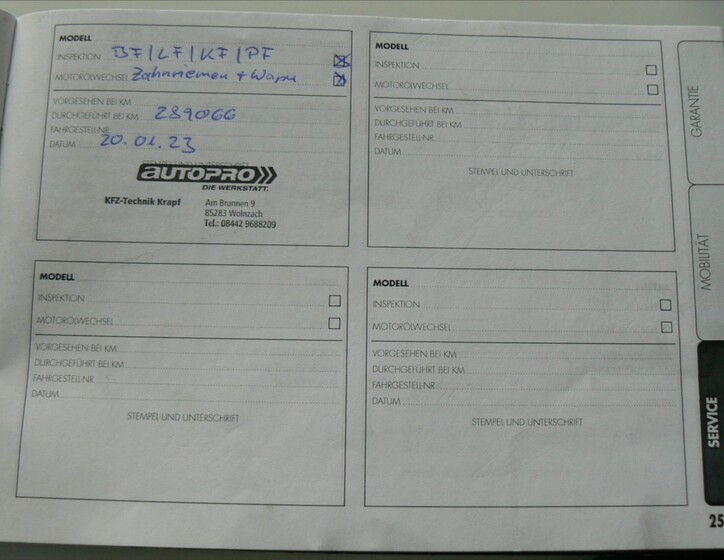 MODELL
BF/LF/KF/PF
INSPEKTION
MOTORÖLWECHSEL Zahnriemen + Wapu
VORGESEHEN BEI KM
DURCHGEFÜHRT BEI KM 289066
FAHRGESTELL-NR.
DATUM 20.01.23
STEMPEL UND UNTERSCHRIFT
AUTOPRO
DIE WERKSTATT.
KFZ-Technik Krapf Am Brunnen 9
85283 Wolnzach
Tel.: 08442 9688209
MODELL
INSPEKTION
MOTORÖLWECHSEL
VORGESEHEN BEI KM
DURCHGEFÜHRT BEI KM
FAHRGESTELL-NR.
DATUM
STEMPEL UND UNTERSCHRIFT
MODELL
INSPEKTION
MOTORÖLWECHSEL
VORGESEHEN BEI KM
DURCHGEFÜHRT BEI KM
FAHRGESTELL-NR.
DATUM
STEMPEL UND UNTERSCHRIFT
MODELL
INSPEKTION
MOTORÖLWECHSEL
VORGESEHEN BEI KM
DURCHGEFÜHRT BEI KM
FAHRGESTELL-NR.
DATUM
STEMPEL UND UNTERSCHRIFT
GARANTIE
MOBILITÄT
SERVICE
25